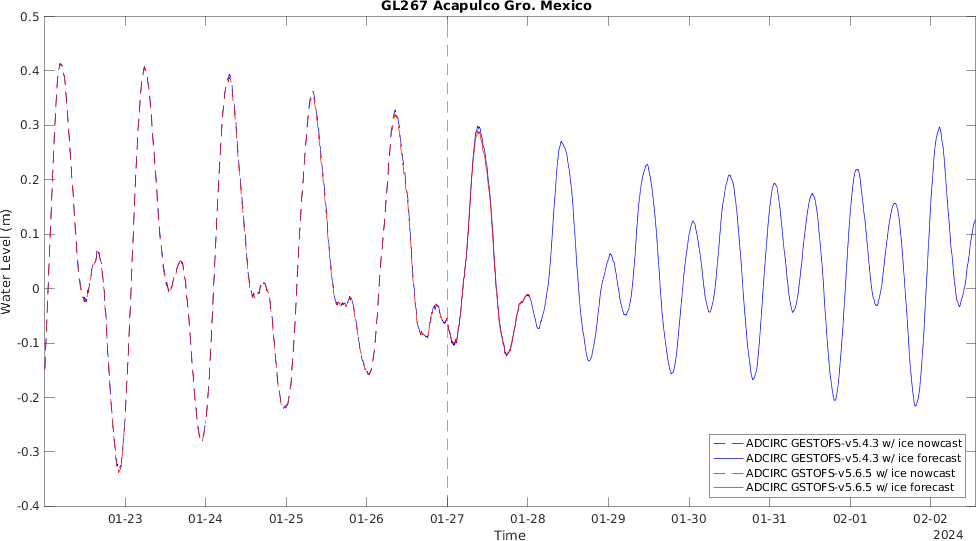 GL267 Acapulco Gro. Mexico
0.5
0.4
0.3
0.2
0.1
0
-0.1
-0.2
-0.3
-0.4
Water Level (m)
ADCIRC GESTOFS-v5.4.3 w/ ice nowcast
ADCIRC GESTOFS-v5.4.3 w/ ice forecast
ADCIRC GSTOFS-v5.6.5 w/ ice nowcast
ADCIRC GSTOFS-v5.6.5 w/ ice forecast
01-23 01-24 01-25 01-26 01-27 01-28 01-29 01-30 01-31 02-01 02-02
Time
2024